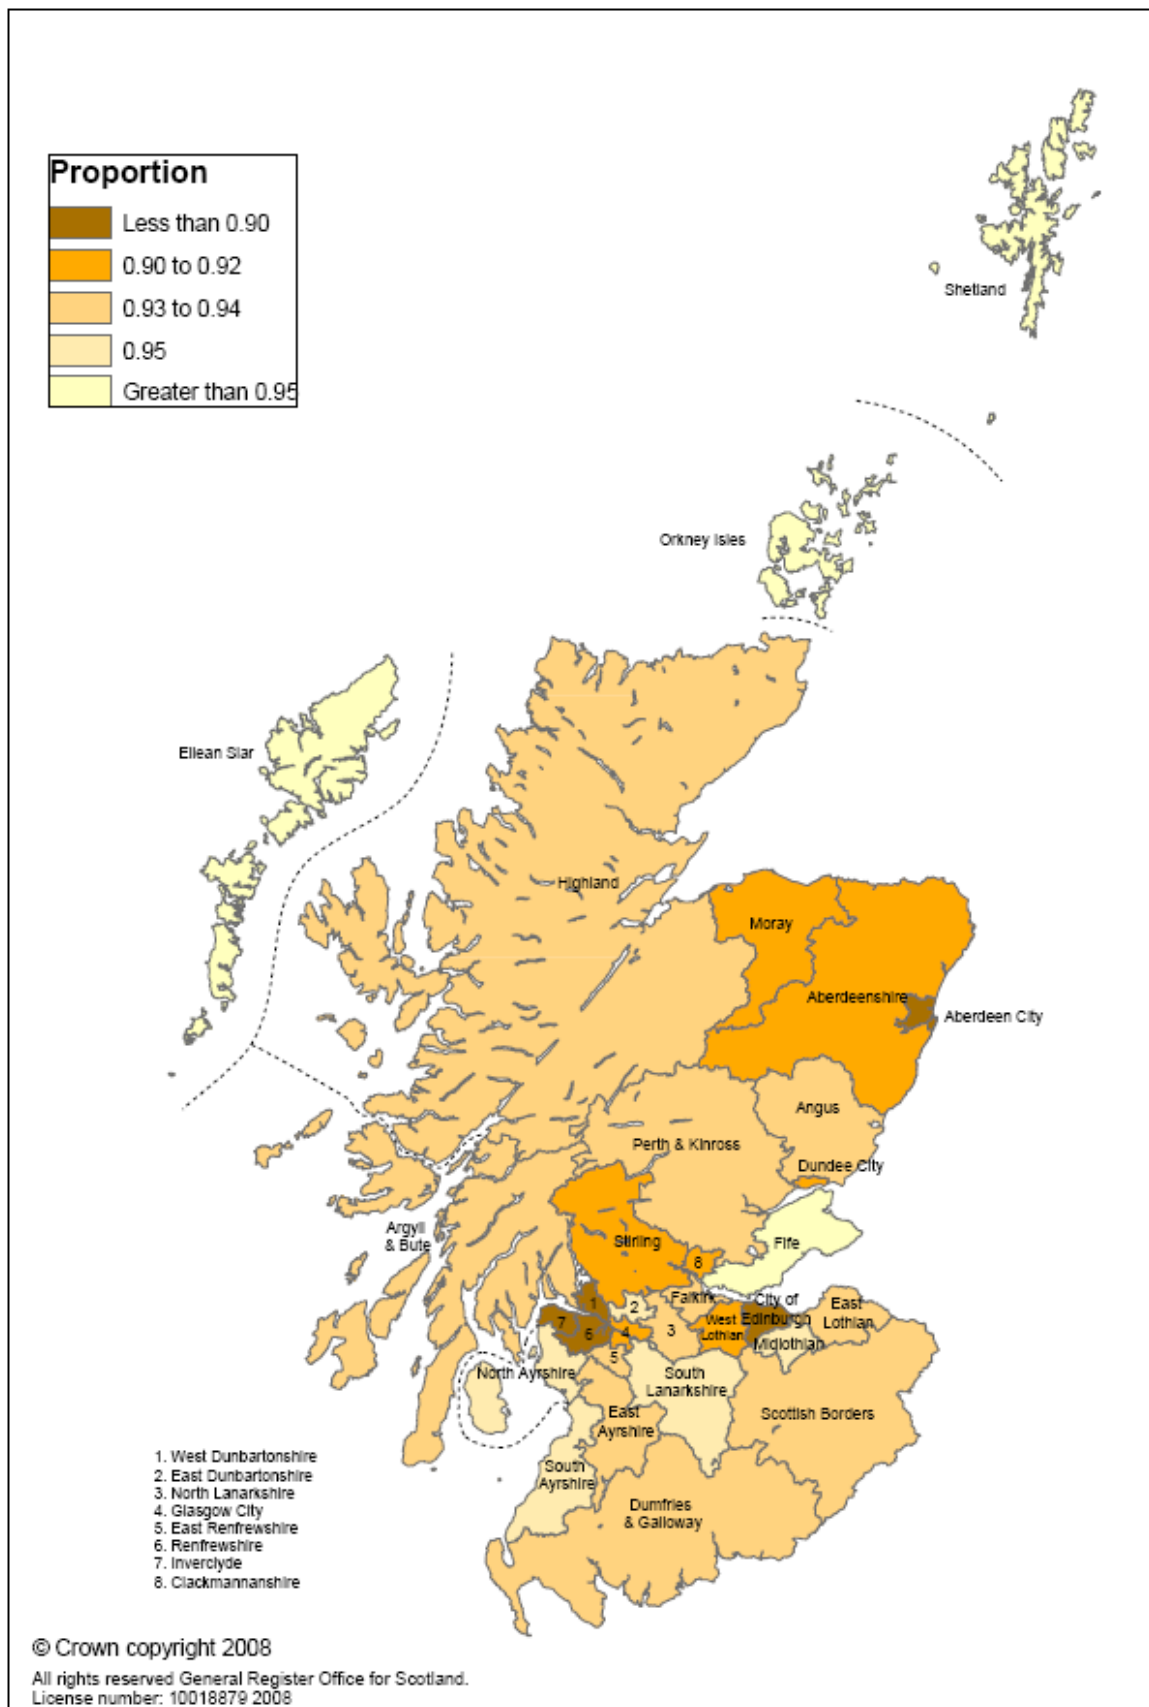 Proportion
Less than 0.90
0.90 to 0.92
0.93 to 0.94
0.95
Greater than 0.95
Shetland
Orkney Isles
Eilean Siar
Highland
Moray
Aberdeenshire
Aberdeen City
Angus
Perth & Kinross
Dundee City
Argyll
& Bute
Stirling
Fife
8
Falkirk
City of
Edinburgh
East
Lothian
West
Lothian
Midlothian
1
2
3
4
5
6
7
North Ayrshire
South
Lanarkshire
East
Ayrshire
Scottish Borders
South
Ayrshire
Dumfries
& Galloway
1. West Dunbartonshire
2. East Dunbartonshire
3. North Lanarkshire
4. Glasgow City
5. East Renfrewshire
6. Renfrewshire
7. Inverclyde
8. Clackmannanshire
© Crown copyright 2008
All rights reserved General Register Office for Scotland.
License number: 10018879 2008